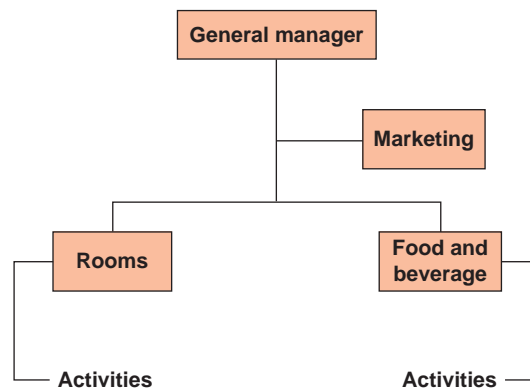 General manager
Marketing
Rooms
Food and
beverage
Activities
Activities